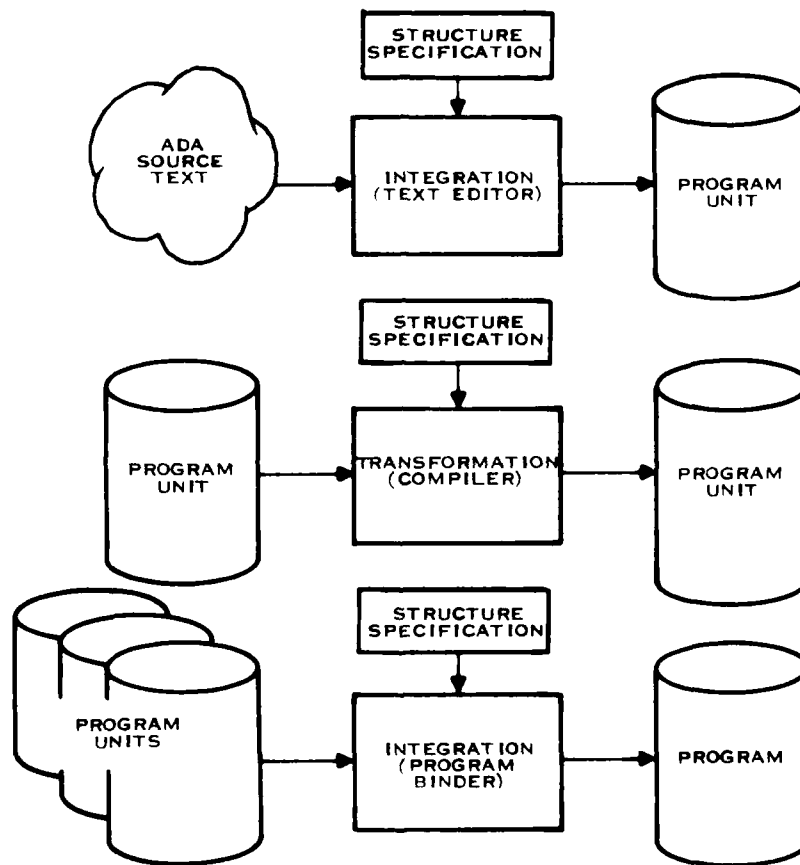 STRUCTURE
SPECIFICATION
ADA
SOURCE
TEXT
INTEGRATION
(TEXT EDITOR)
PROGRAM
UNIT
STRUCTURE
SPECIFICATION
PROGRAM
UNIT
TRANSFORMATION
(COMPILER)
PROGRAM
UNIT
STRUCTURE
SPECIFICATION
PROGRAM
UNITS
INTEGRATION
(PROGRAM
BINDER)
PROGRAM